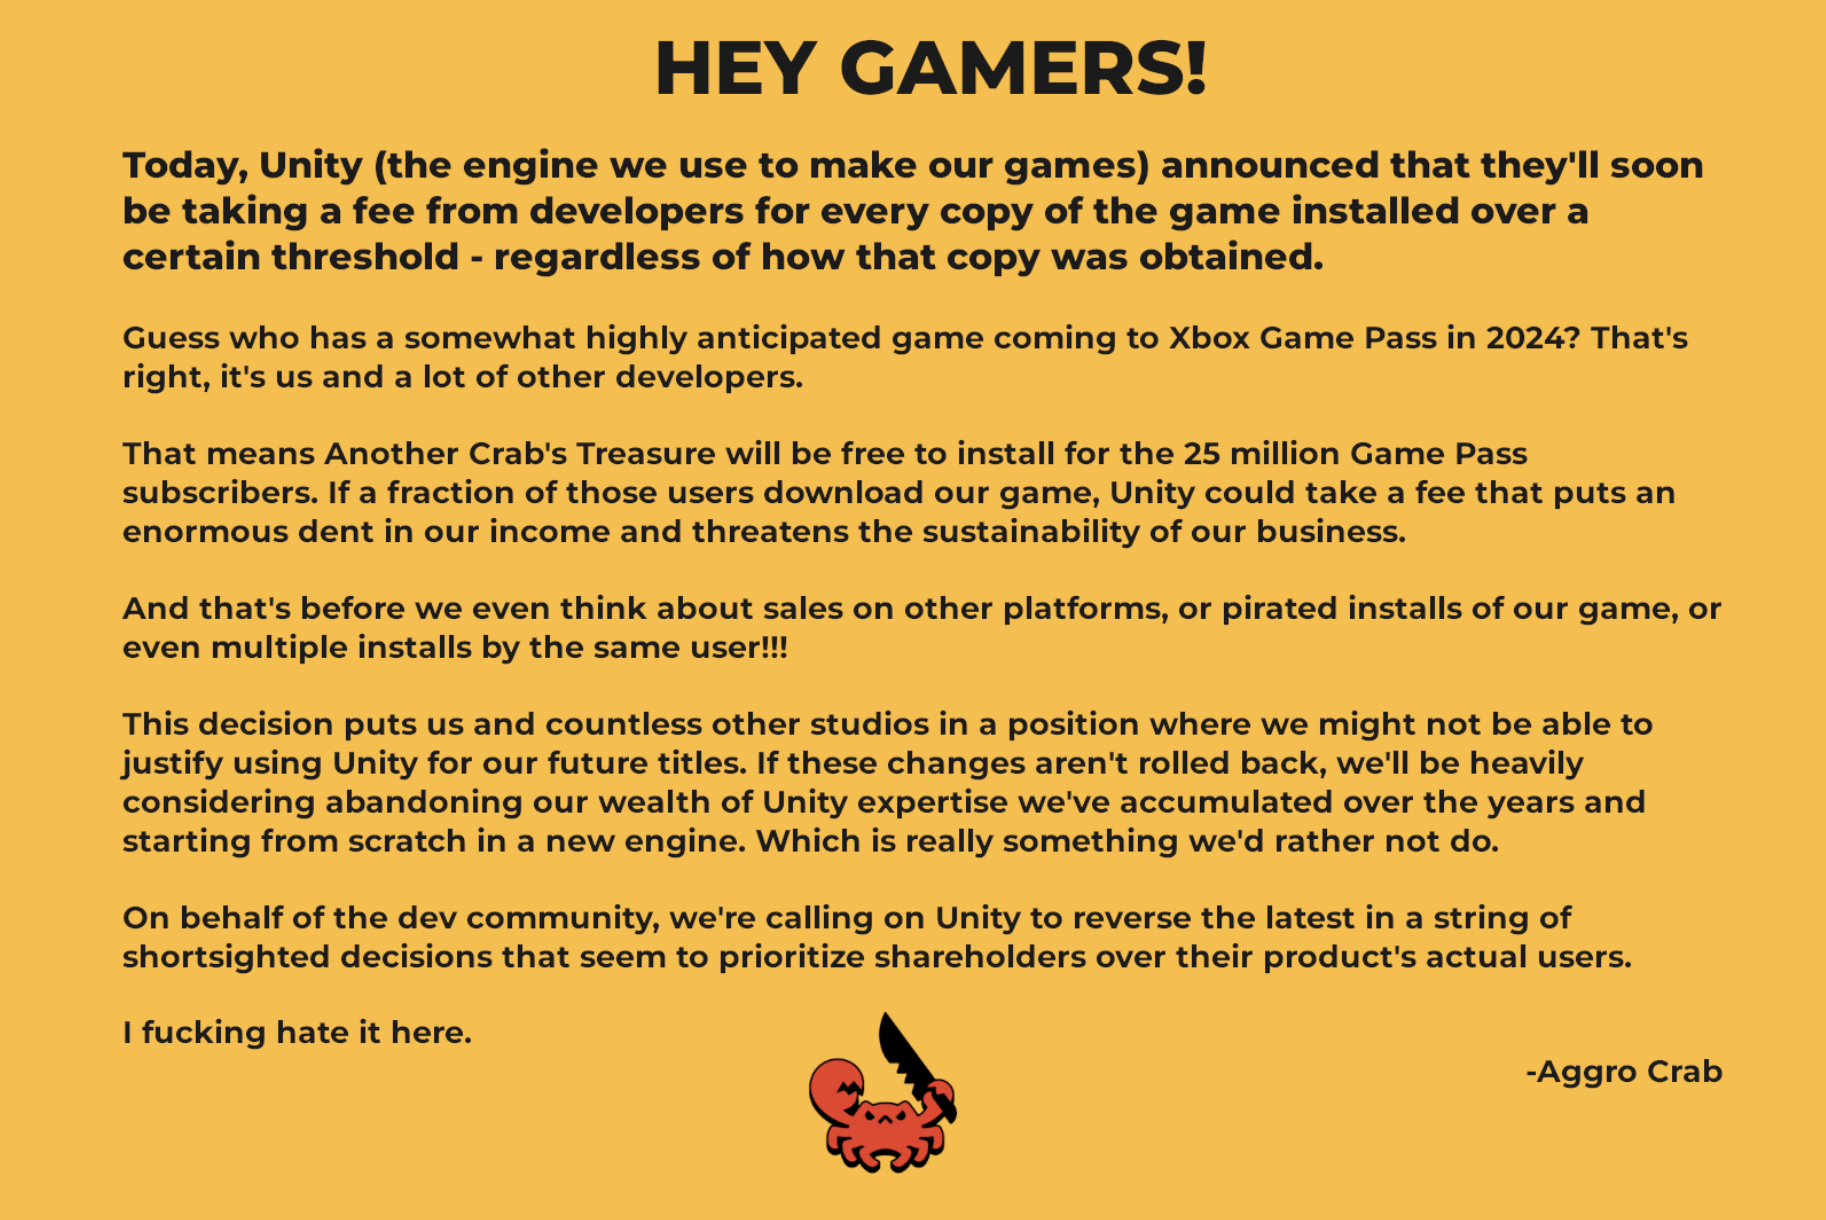 HEY GAMERS!
Today, Unity (the engine we use to make our games) announced that they'll soon
be taking a fee from developers for every copy of the game installed over a
certain threshold - regardless of how that copy was obtained.
Guess who has a somewhat highly anticipated game coming to Xbox Game Pass in 2024? That's
right, it's us and a lot of other developers.
That means Another Crab's Treasure will be free to install for the 25 million Game Pass
subscribers. If a fraction of those users download our game, Unity could take a fee that puts an
enormous dent in our income and threatens the sustainability of our business.
And that's before we even think about sales on other platforms, or pirated installs of our game, or
even multiple installs by the same user!!!
This decision puts us and countless other studios in a position where we might not be able to
justify using Unity for our future titles. If these changes aren't rolled back, we'll be heavily
considering abandoning our wealth of Unity expertise we've accumulated over the years and
starting from scratch in a new engine. Which is really something we'd rather not do.
On behalf of the dev community, we're calling on Unity to reverse the latest in a string of
shortsighted decisions that seem to prioritize shareholders over their product's actual users.
I fucking hate it here.
-Aggro Crab